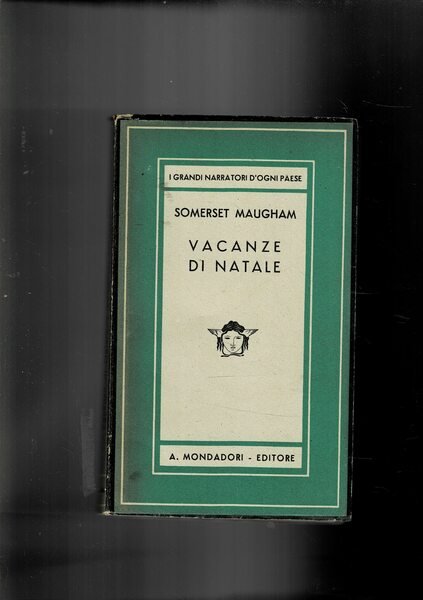 I GRANDI NARRATORI D'OGNI PAESE
SOMERSET MAUGHAM
VACANZE
DI NATALE
A. MONDADORI - EDITORE